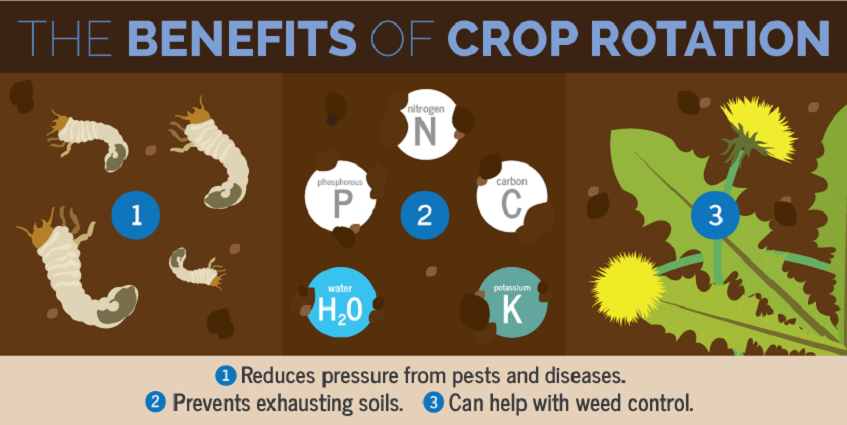 THE BENEFITS OF CROP ROTATION
nitrogen
N
phosphorous
P
carbon
C
1
2
3
water
H₂O
potassium
K
1 Reduces pressure from pests and diseases.
2 Prevents exhausting soils. 3 Can help with weed control.